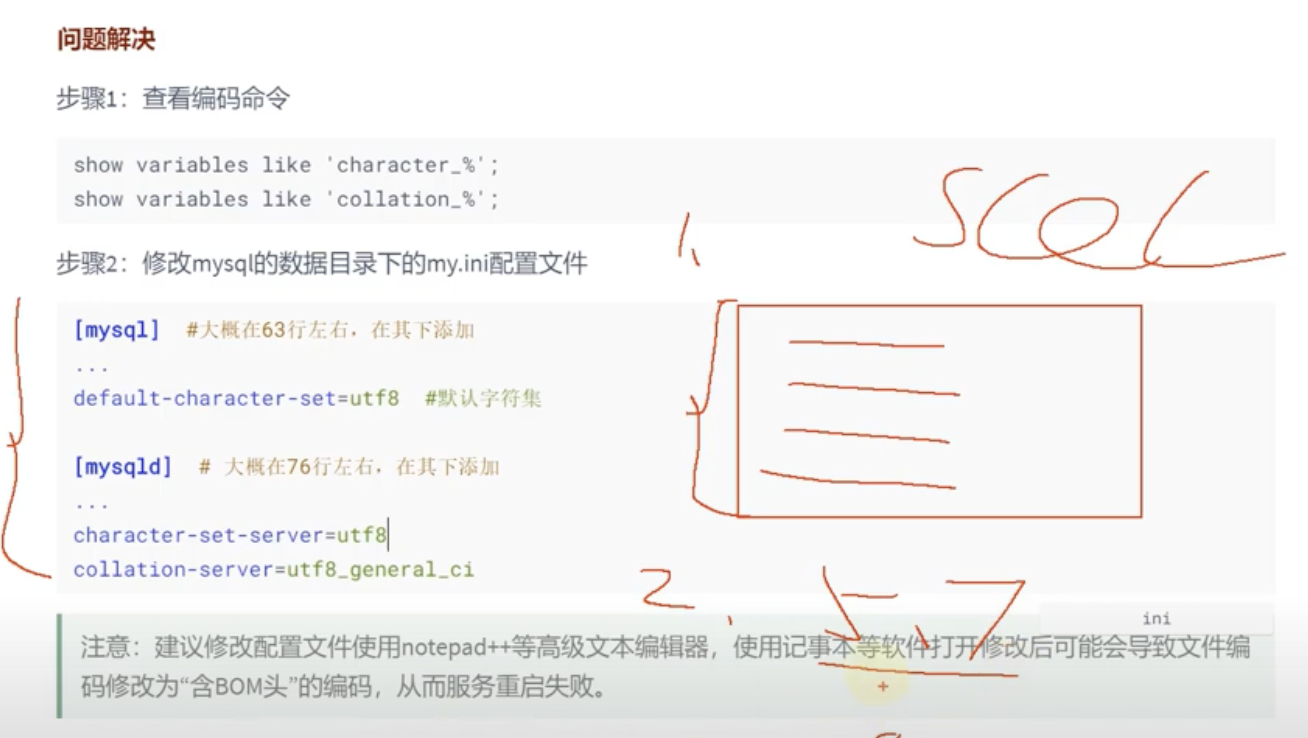 问题解决
步骤1：查看编码命令
show variables like 'character_%';
show variables like 'collation_%';
SQL
1、
步骤2：修改mysql的数据目录下的my.ini配置文件
[mysql]  #大概在63行左右，在其下添加
...
default-character-set=utf8  #默认字符集
[mysqld]  # 大概在76行左右，在其下添加
...
character-set-server=utf8
collation-server=utf8_general_ci
2、 5.7
ini
注意：建议修改配置文件使用notepad++等高级文本编辑器，使用记事本等软件打开修改后可能会导致文件编
码修改为“含BOM头”的编码，从而服务重启失败。